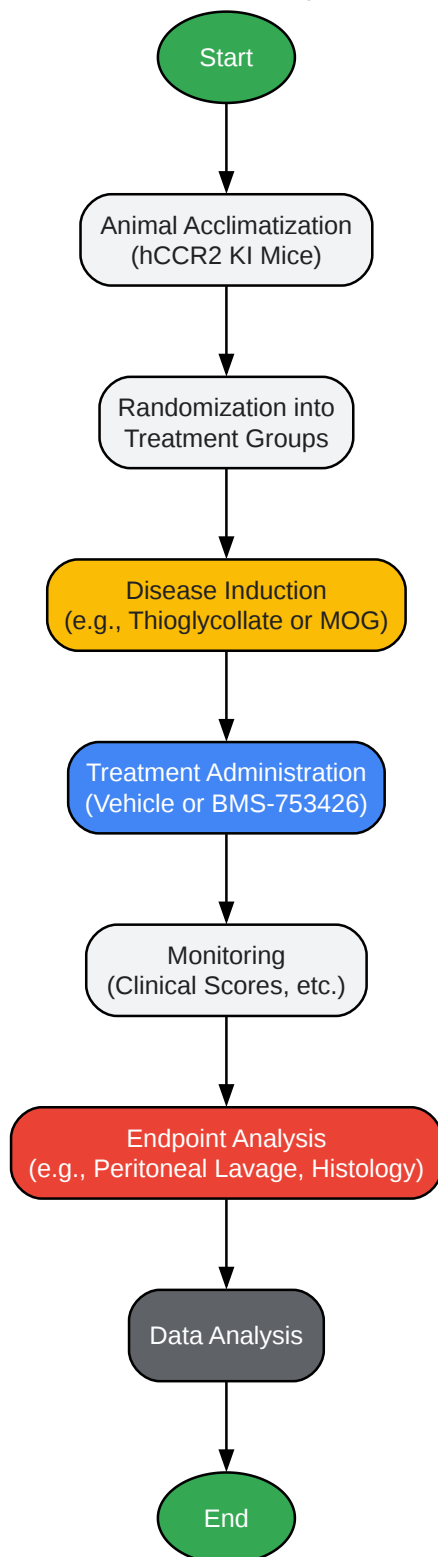 Start
Animal Acclimatization
(hCCR2 KI Mice)
Randomization into
Treatment Groups
Disease Induction
(e.g., Thioglycollate or MOG)
Treatment Administration
(Vehicle or BMS-753426)
Monitoring
(Clinical Scores, etc.)
Endpoint Analysis
(e.g., Peritoneal Lavage, Histology)
Data Analysis
End